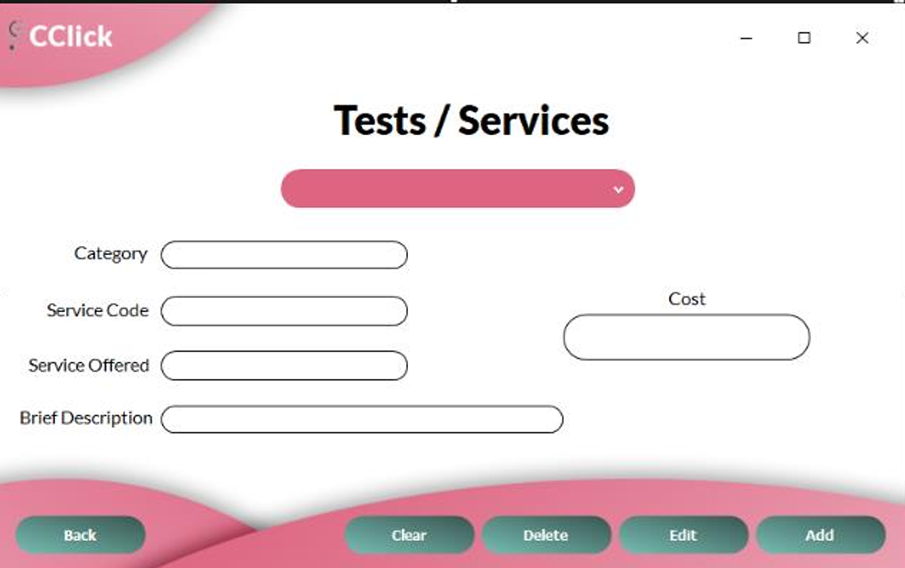 CClick
Tests / Services
Category
Service Code
Cost
Service Offered
Brief Description
Back
Clear
Delete
Edit
Add